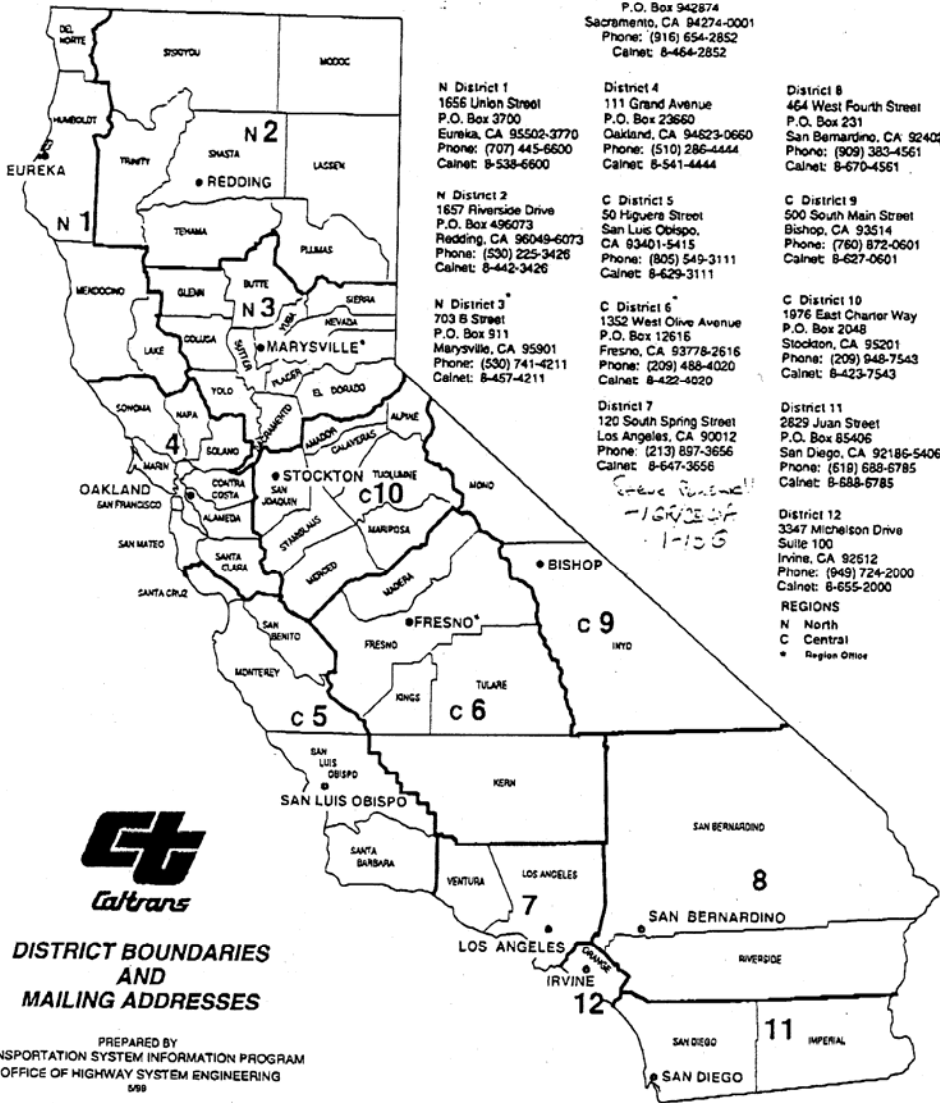 P.O. Box 942874
Sacramento, CA 94274-0001
Phone: (916) 654-2852
Calnet: 8-464-2852
N District 1
1656 Union Street
P.O. Box 3700
Eureka, CA 95502-3770
Phone: (707) 445-6600
Calnet: 8-538-6600
N District 2
1657 Riverside Drive
P.O. Box 496073
Redding, CA 96049-6073
Phone: (530) 225-3426
Calnet: 8-442-3426
N District 3*
703 B Street
P.O. Box 911
Marysville, CA 95901
Phone: (530) 741-4211
Calnet: 8-457-4211
District 4
111 Grand Avenue
P.O. Box 23660
Oakland, CA 94623-0660
Phone: (510) 286-4444
Calnet: 8-541-4444
C District 5
50 Higuera Street
San Luis Obispo,
CA 93401-5415
Phone: (805) 549-3111
Calnet: 8-629-3111
C District 6*
1352 West Olive Avenue
P.O. Box 12616
Fresno, CA 93778-2616
Phone: (209) 488-4020
Calnet: 8-422-4020
District 7
120 South Spring Street
Los Angeles, CA 90012
Phone: (213) 897-3656
Calnet: 8-647-3656
Steve
District 8
464 West Fourth Street
P.O. Box 231
San Bernardino, CA 92402
Phone: (909) 383-4561
Calnet: 8-670-4561
C District 9
500 South Main Street
Bishop, CA 93514
Phone: (760) 872-0601
Calnet: 8-627-0601
C District 10
1976 East Charter Way
P.O. Box 2048
Stockton, CA 95201
Phone: (209) 948-7543
Calnet: 8-423-7543
District 11
2829 Juan Street
P.O. Box 85406
San Diego, CA 92186-5406
Phone: (619) 688-6785
Calnet: 8-688-6785
District 12
3347 Michelson Drive
Suite 100
Irvine, CA 92612
Phone: (949) 724-2000
Calnet: 8-655-2000
REGIONS
N North
C Central
* Region Office
DEL NORTE
SISKIYOU
MODOC
HUMBOLDT
EUREKA
N 1
TRINITY
N 2
SHASTA
REDDING
LASSEN
TEHAMA
PLUMAS
MENDOCINO
GLENN
BUTTE
N 3
SIERRA
YUBA
NEVADA
LAKE
COLUSA
SUTTER
MARYSVILLE*
PLACER
YOLO
EL DORADO
SONOMA
NAPA
SACRAMENTO
ALPINE
AMADOR
CALAVERAS
4
SOLANO
MARIN
CONTRA COSTA
STOCKTON
SAN JOAQUIN
TUOLUMNE
MONO
OAKLAND
SAN FRANCISCO
C 10
ALAMEDA
STANISLAUS
MARIPOSA
SAN MATEO
SANTA CLARA
MERCED
MADERA
BISHOP
SANTA CRUZ
SAN BENITO
FRESNO*
FRESNO
C 9
INYO
MONTEREY
KINGS
TULARE
C 5
C 6
SAN LUIS OBISPO
SAN LUIS OBISPO
KERN
SAN BERNARDINO
SANTA BARBARA
VENTURA
LOS ANGELES
7
8
SAN BERNARDINO
LOS ANGELES
ORANGE
RIVERSIDE
IRVINE
12
SAN DIEGO
11
IMPERIAL
SAN DIEGO
Ct
Caltrans
DISTRICT BOUNDARIES
AND
MAILING ADDRESSES
PREPARED BY
NSPORTATION SYSTEM INFORMATION PROGRAM
OFFICE OF HIGHWAY SYSTEM ENGINEERING
5/99